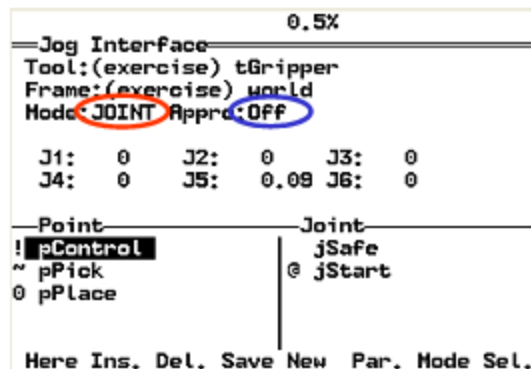 0.5%
Jog Interface
Tool:(exercise) tGripper
Frame:(exercise) world
Mode:JOINT Appro:Off
J1: 0 J2: 0 J3: 0
J4: 0 J5: 0.09 J6: 0
Point Joint
! pControl jSafe
~ pPick @ jStart
0 pPlace
Here Ins. Del. Save New Par. Mode Sel.